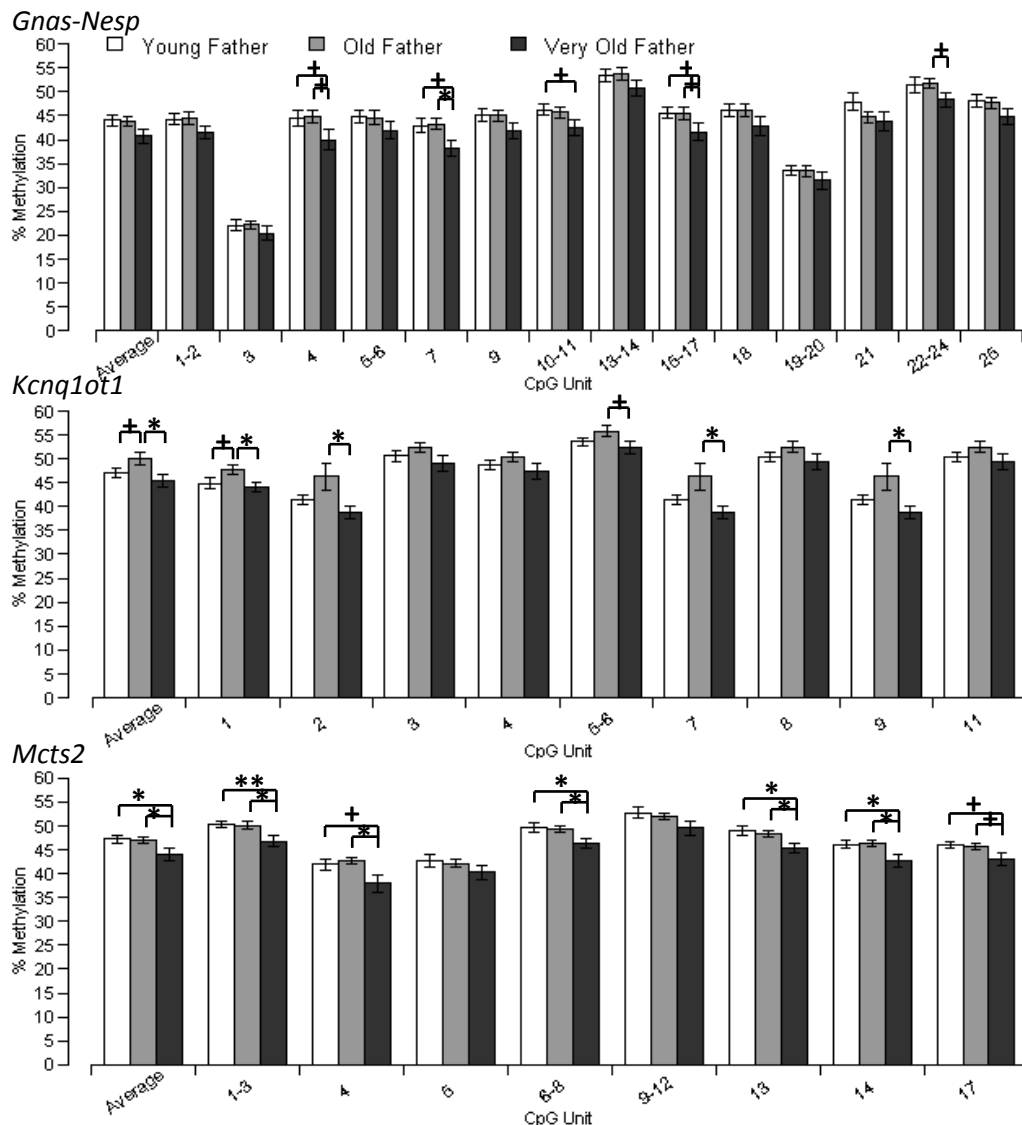 Gnas-Nesp
Young Father Old Father Very Old Father
60
55
50
45
40
35
30
25
20
15
10
5
0
% Methylation
+ + + + +
+ * +
Average 1-2 3 4 5-6 7 9 10-11 13-14 16-17 18 19-20 21 22-24 26
CpG Unit
Kcnq1ot1
60
55
50
45
40
35
30
25
20
15
10
5
0
% Methylation
+ * + * * + * *
Average 1 2 3 4 5-6 7 8 9 11
CpG Unit
Mcts2
60
55
50
45
40
35
30
25
20
15
10
5
0
% Methylation
* ** + * * * +
* * * * * * +
Average 1-3 4 5 6-8 9-12 13 14 17
CpG Unit